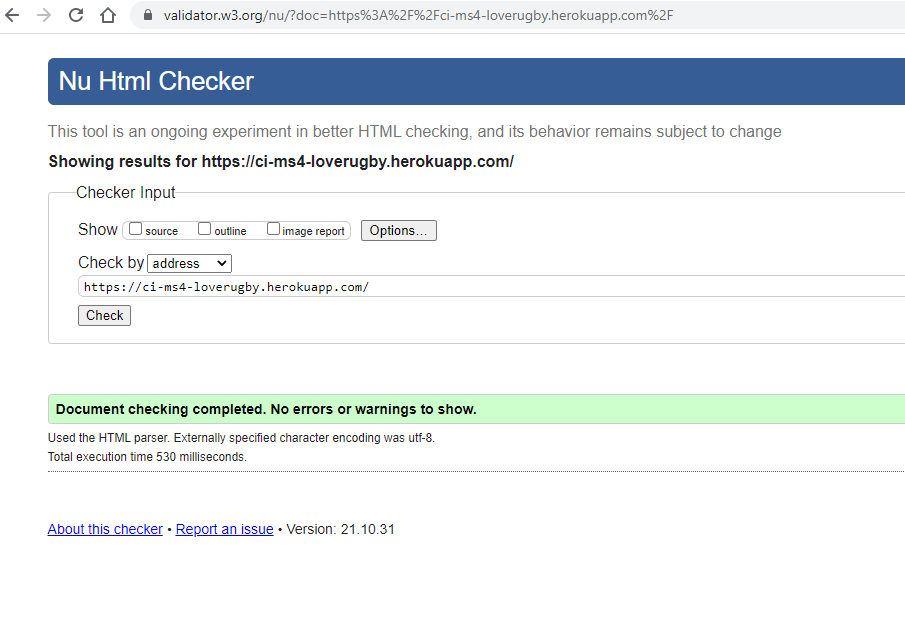 validator.w3.org/nu/?doc=https%3A%2F%2Fci-ms4-loverugby.herokuapp.com%2F
Nu Html Checker
This tool is an ongoing experiment in better HTML checking, and its behavior remains subject to change
Showing results for https://ci-ms4-loverugby.herokuapp.com/
Checker Input
Show source outline image report Options...
Check by address
https://ci-ms4-loverugby.herokuapp.com/
Check
Document checking completed. No errors or warnings to show.
Used the HTML parser. Externally specified character encoding was utf-8.
Total execution time 530 milliseconds.
About this checker • Report an issue • Version: 21.10.31